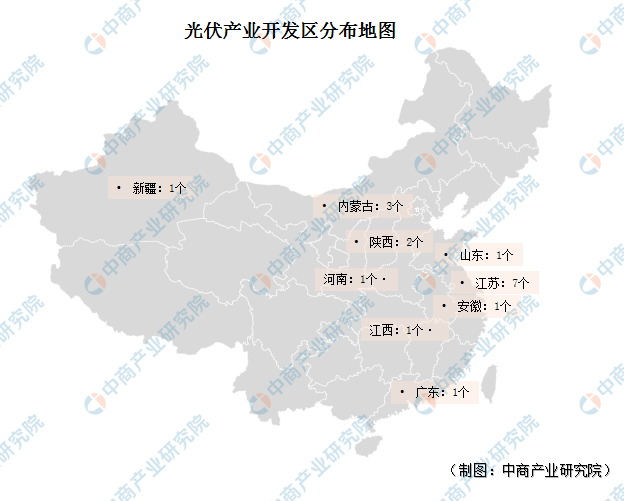 光伏产业开发区分布地图
• 新疆：1个
• 内蒙古：3个
• 陕西：2个
• 山东：1个
河南：1个•
• 江苏：7个
• 安徽：1个
江西：1个•
• 广东：1个
（制图：中商产业研究院）
中商产业研究院